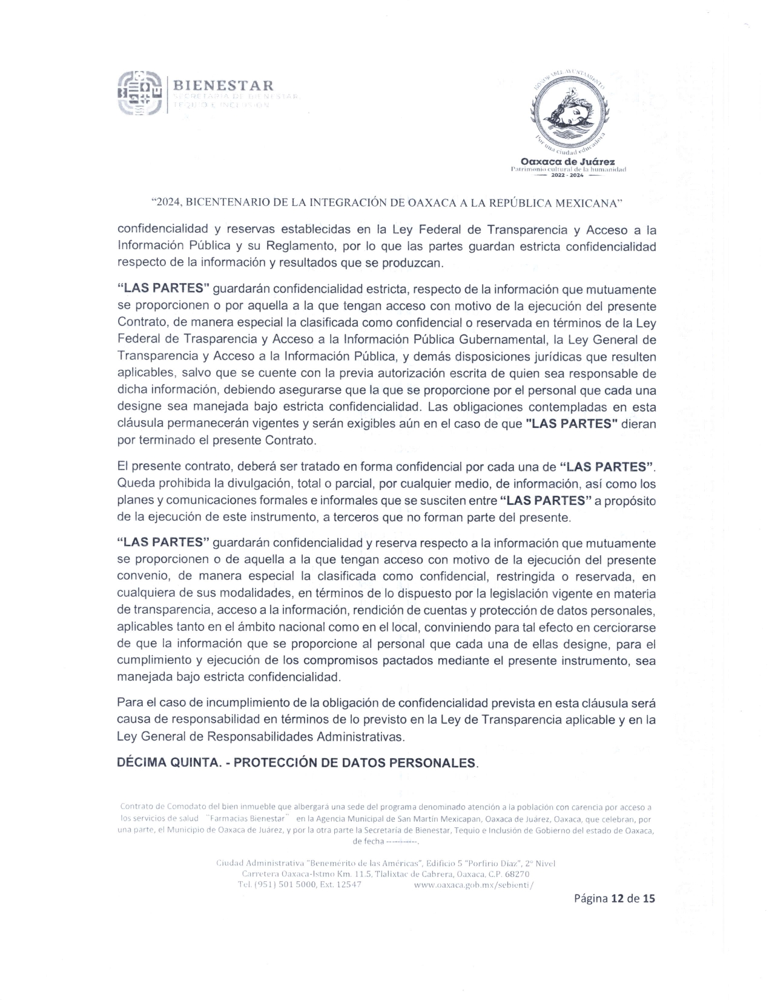 BIENESTAR
SECRETARÍA DE BIENESTAR,
TEQUIO E INCLUSIÓN
HONORABLE AYUNTAMIENTO
Por una ciudad educadora
Oaxaca de Juárez
Patrimonio cultural de la humanidad
2022 - 2024
“2024, BICENTENARIO DE LA INTEGRACIÓN DE OAXACA A LA REPÚBLICA MEXICANA”
confidencialidad y reservas establecidas en la Ley Federal de Transparencia y Acceso a la
Información Pública y su Reglamento, por lo que las partes guardan estricta confidencialidad
respecto de la información y resultados que se produzcan.
“LAS PARTES" guardarán confidencialidad estricta, respecto de la información que mutuamente
se proporcionen o por aquella a la que tengan acceso con motivo de la ejecución del presente
Contrato, de manera especial la clasificada como confidencial o reservada en términos de la Ley
Federal de Trasparencia y Acceso a la Información Pública Gubernamental, la Ley General de
Transparencia y Acceso a la Información Pública, y demás disposiciones jurídicas que resulten
aplicables, salvo que se cuente con la previa autorización escrita de quien sea responsable de
dicha información, debiendo asegurarse que la que se proporcione por el personal que cada una
designe sea manejada bajo estricta confidencialidad. Las obligaciones contempladas en esta
cláusula permanecerán vigentes y serán exigibles aún en el caso de que "LAS PARTES" dieran
por terminado el presente Contrato.
El presente contrato, deberá ser tratado en forma confidencial por cada una de “LAS PARTES”.
Queda prohibida la divulgación, total o parcial, por cualquier medio, de información, así como los
planes y comunicaciones formales e informales que se susciten entre “LAS PARTES” a propósito
de la ejecución de este instrumento, a terceros que no forman parte del presente.
“LAS PARTES” guardarán confidencialidad y reserva respecto a la información que mutuamente
se proporcionen o de aquella a la que tengan acceso con motivo de la ejecución del presente
convenio, de manera especial la clasificada como confidencial, restringida o reservada, en
cualquiera de sus modalidades, en términos de lo dispuesto por la legislación vigente en materia
de transparencia, acceso a la información, rendición de cuentas y protección de datos personales,
aplicables tanto en el ámbito nacional como en el local, conviniendo para tal efecto en cerciorarse
de que la información que se proporcione al personal que cada una de ellas designe, para el
cumplimiento y ejecución de los compromisos pactados mediante el presente instrumento, sea
manejada bajo estricta confidencialidad.
Para el caso de incumplimiento de la obligación de confidencialidad prevista en esta cláusula será
causa de responsabilidad en términos de lo previsto en la Ley de Transparencia aplicable y en la
Ley General de Responsabilidades Administrativas.
DÉCIMA QUINTA. - PROTECCIÓN DE DATOS PERSONALES.
Contrato de Comodato del bien inmueble que albergará una sede del programa denominado atención a la población con carencia por acceso a
los servicios de salud ¨Farmacias Bienestar¨ en la Agencia Municipal de San Martín Mexicapan, Oaxaca de Juárez, Oaxaca, que celebran, por
una parte, el Municipio de Oaxaca de Juárez, y por la otra parte la Secretaría de Bienestar, Tequio e Inclusión de Gobierno del estado de Oaxaca,
de fecha ----------.
Ciudad Administrativa "Benemérito de las Américas", Edificio 5 "Porfirio Díaz", 2° Nivel
Carretera Oaxaca-Istmo Km. 11.5, Tlalixtac de Cabrera, Oaxaca, C.P. 68270
Tel. (951) 501 5000, Ext. 12547 www.oaxaca.gob.mx/sebienti/
Página 12 de 15